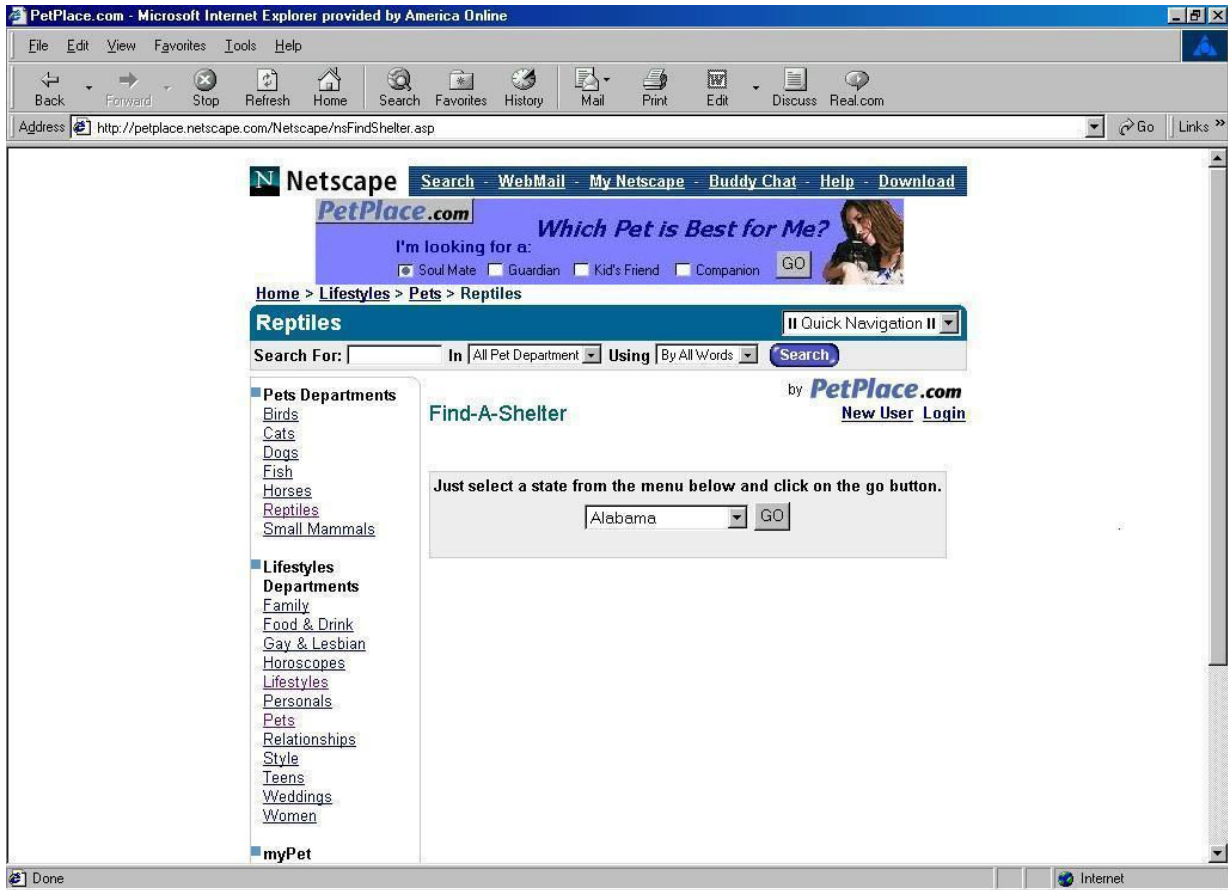 PetPlace.com - Microsoft Internet Explorer provided by America Online
File Edit View Favorites Tools Help
Back Forward Stop Refresh Home Search Favorites History Mail Print Edit Discuss Real.com
Address http://petplace.netscape.com/Netscape/nsFindShelter.asp Go Links »
N Netscape Search - WebMail - My Netscape - Buddy Chat - Help - Download
PetPlace.com
Which Pet is Best for Me?
I'm looking for a:
Soul Mate Guardian Kid's Friend Companion GO
Home > Lifestyles > Pets > Reptiles
Reptiles II Quick Navigation II
Search For: In All Pet Department Using By All Words Search
by PetPlace.com
New User Login
Find-A-Shelter
Just select a state from the menu below and click on the go button.
Alabama GO
Pets Departments
Birds
Cats
Dogs
Fish
Horses
Reptiles
Small Mammals
Lifestyles
Departments
Family
Food & Drink
Gay & Lesbian
Horoscopes
Lifestyles
Personals
Pets
Relationships
Style
Teens
Weddings
Women
myPet
Done Internet